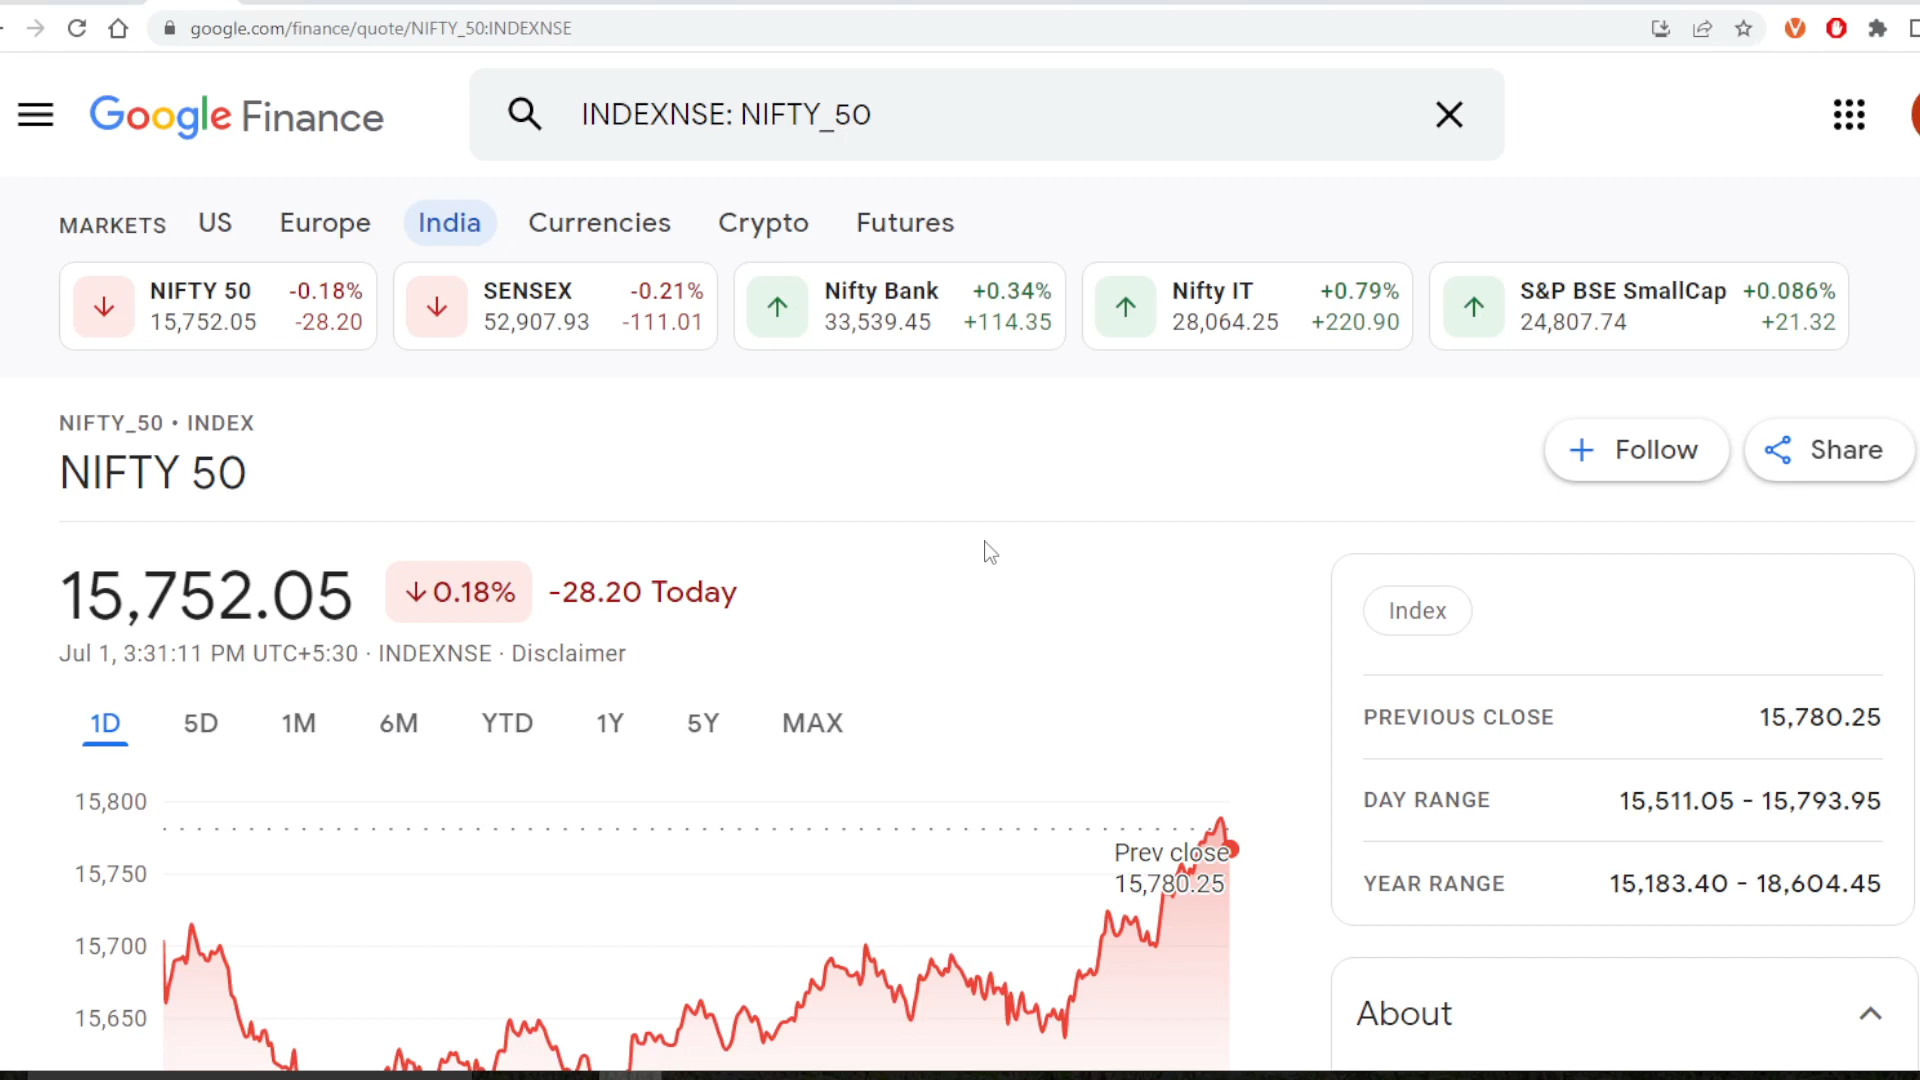 google.com/finance/quote/NIFTY_50:INDEXNSE
Google Finance
INDEXNSE: NIFTY_50
MARKETS US Europe India Currencies Crypto Futures
NIFTY 50 -0.18%
15,752.05 -28.20
SENSEX -0.21%
52,907.93 -111.01
Nifty Bank +0.34%
33,539.45 +114.35
Nifty IT +0.79%
28,064.25 +220.90
S&P BSE SmallCap +0.086%
24,807.74 +21.32
NIFTY_50 • INDEX
NIFTY 50
Follow
Share
15,752.05 ↓0.18% -28.20 Today
Jul 1, 3:31:11 PM UTC+5:30 · INDEXNSE · Disclaimer
1D 5D 1M 6M YTD 1Y 5Y MAX
15,800
15,750
15,700
15,650
Prev close
15,780.25
Index
PREVIOUS CLOSE 15,780.25
DAY RANGE 15,511.05 - 15,793.95
YEAR RANGE 15,183.40 - 18,604.45
About